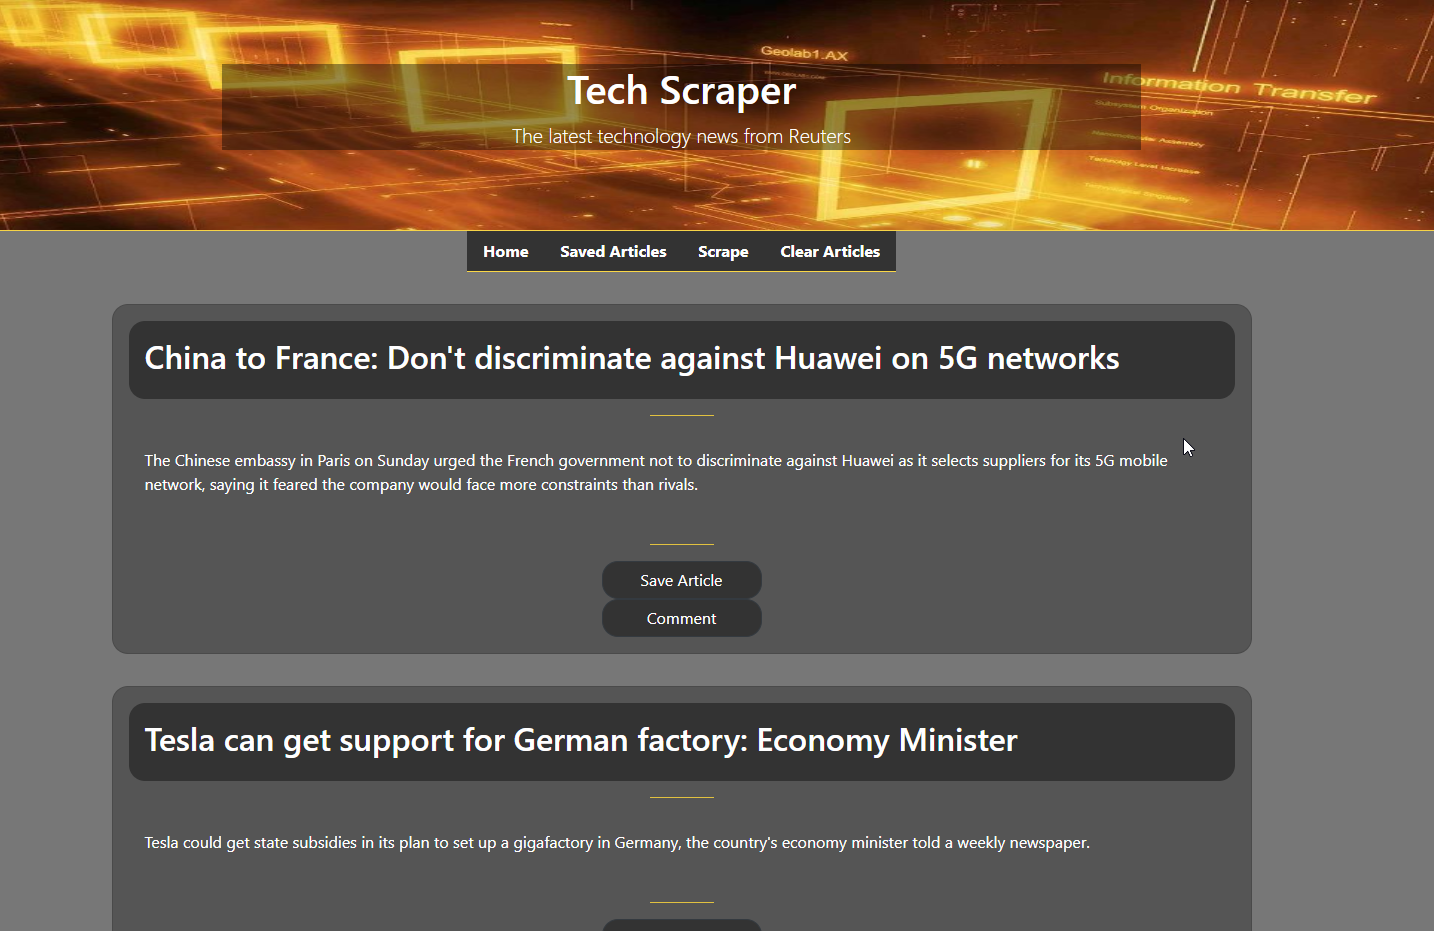 Geolab1.AX
Information Transfer
Tech Scraper
The latest technology news from Reuters
Home Saved Articles Scrape Clear Articles
China to France: Don't discriminate against Huawei on 5G networks
The Chinese embassy in Paris on Sunday urged the French government not to discriminate against Huawei as it selects suppliers for its 5G mobile
network, saying it feared the company would face more constraints than rivals.
Save Article
Comment
Tesla can get support for German factory: Economy Minister
Tesla could get state subsidies in its plan to set up a gigafactory in Germany, the country's economy minister told a weekly newspaper.